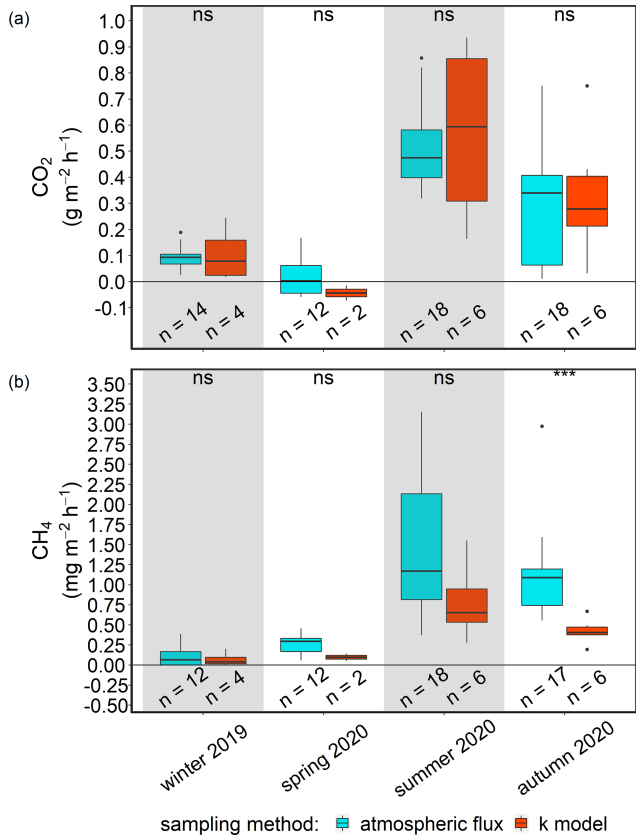 (a)
ns ns ns ns
1.0
0.9
0.8
0.7
0.6
0.5
0.4
0.3
0.2
0.1
0.0
-0.1
CO₂
(g m⁻² h⁻¹)
n = 14 n = 4 n = 12 n = 2 n = 18 n = 6 n = 18 n = 6
(b)
ns ns ns ***
3.50
3.25
3.00
2.75
2.50
2.25
2.00
1.75
1.50
1.25
1.00
0.75
0.50
0.25
0.00
-0.25
-0.50
CH₄
(mg m⁻² h⁻¹)
n = 12 n = 4 n = 12 n = 2 n = 18 n = 6 n = 17 n = 6
winter 2019 spring 2020 summer 2020 autumn 2020
sampling method: atmospheric flux k model